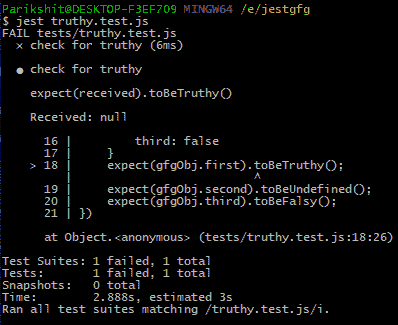 Parikshit@DESKTOP-F3EF7O9 MINGW64 /e/jestgfg
$ jest truthy.test.js
FAIL tests/truthy.test.js
× check for truthy (6ms)
● check for truthy
expect(received).toBeTruthy()
Received: null
16 |         third: false
17 |     }
> 18 |     expect(gfgObj.first).toBeTruthy();
|                          ^
19 |     expect(gfgObj.second).toBeUndefined();
20 |     expect(gfgObj.third).toBeFalsy();
21 | })
at Object.<anonymous> (tests/truthy.test.js:18:26)
Test Suites: 1 failed, 1 total
Tests:       1 failed, 1 total
Snapshots:   0 total
Time:        2.888s, estimated 3s
Ran all test suites matching /truthy.test.js/i.